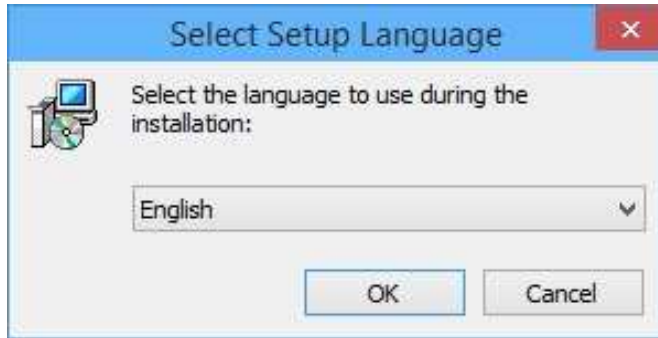 Select Setup Language
Select the language to use during the
installation:
English
OK
Cancel